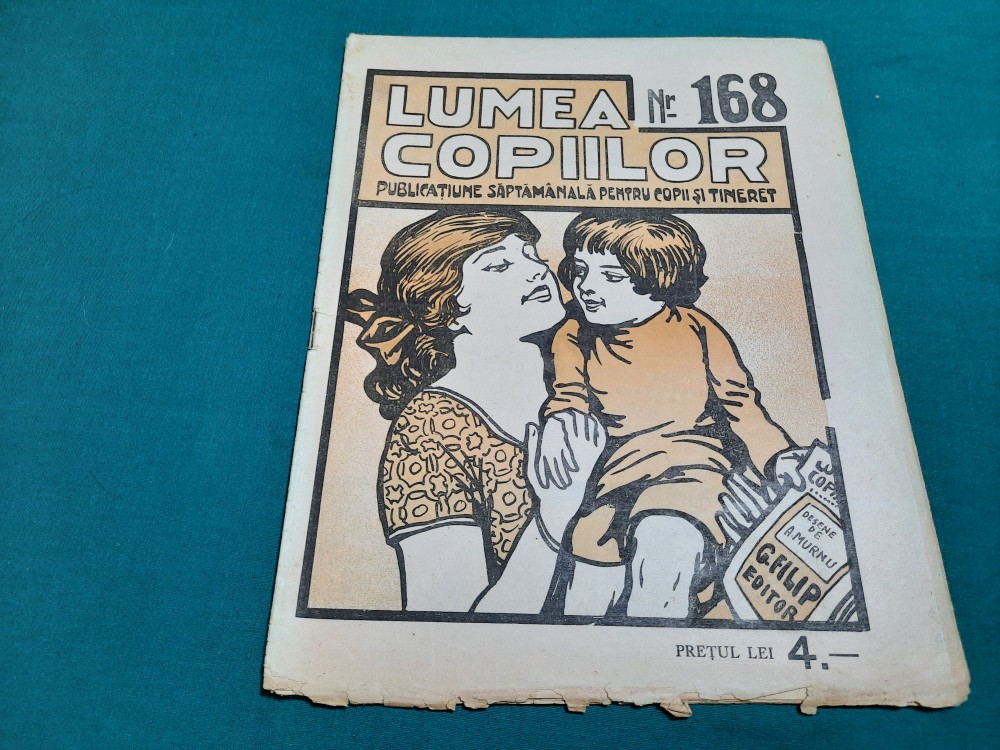 LUMEA
Nr 168
COPIILOR
PUBLICAȚIUNE SĂPTĂMÂNALĂ PENTRU COPII ȘI TINERET
DESENE
DE
A. MURNU
G. FILIP
EDITOR
PREȚUL LEI 4.—